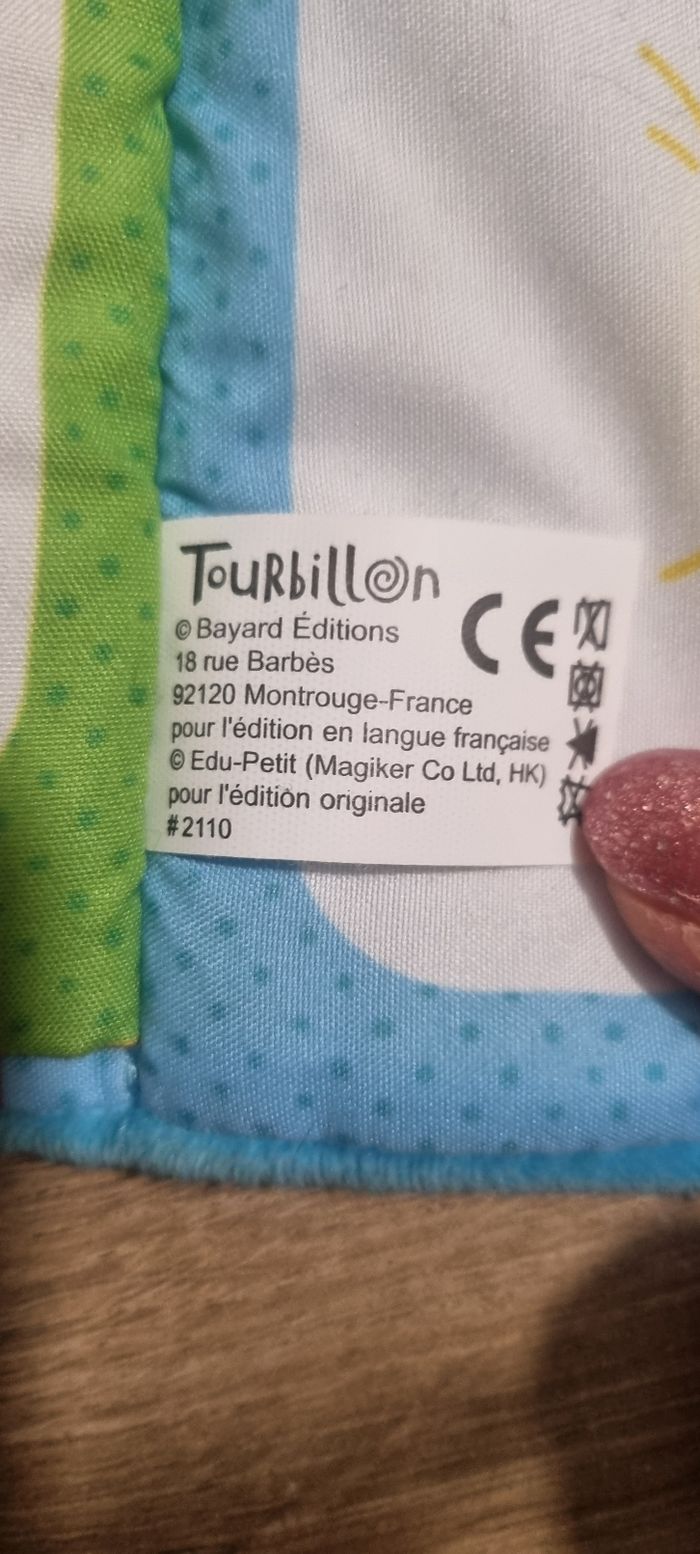 Tourbillon
© Bayard Éditions
18 rue Barbès
92120 Montrouge-France
pour l'édition en langue française
© Edu-Petit (Magiker Co Ltd, HK)
pour l'édition originale
#2110
CE